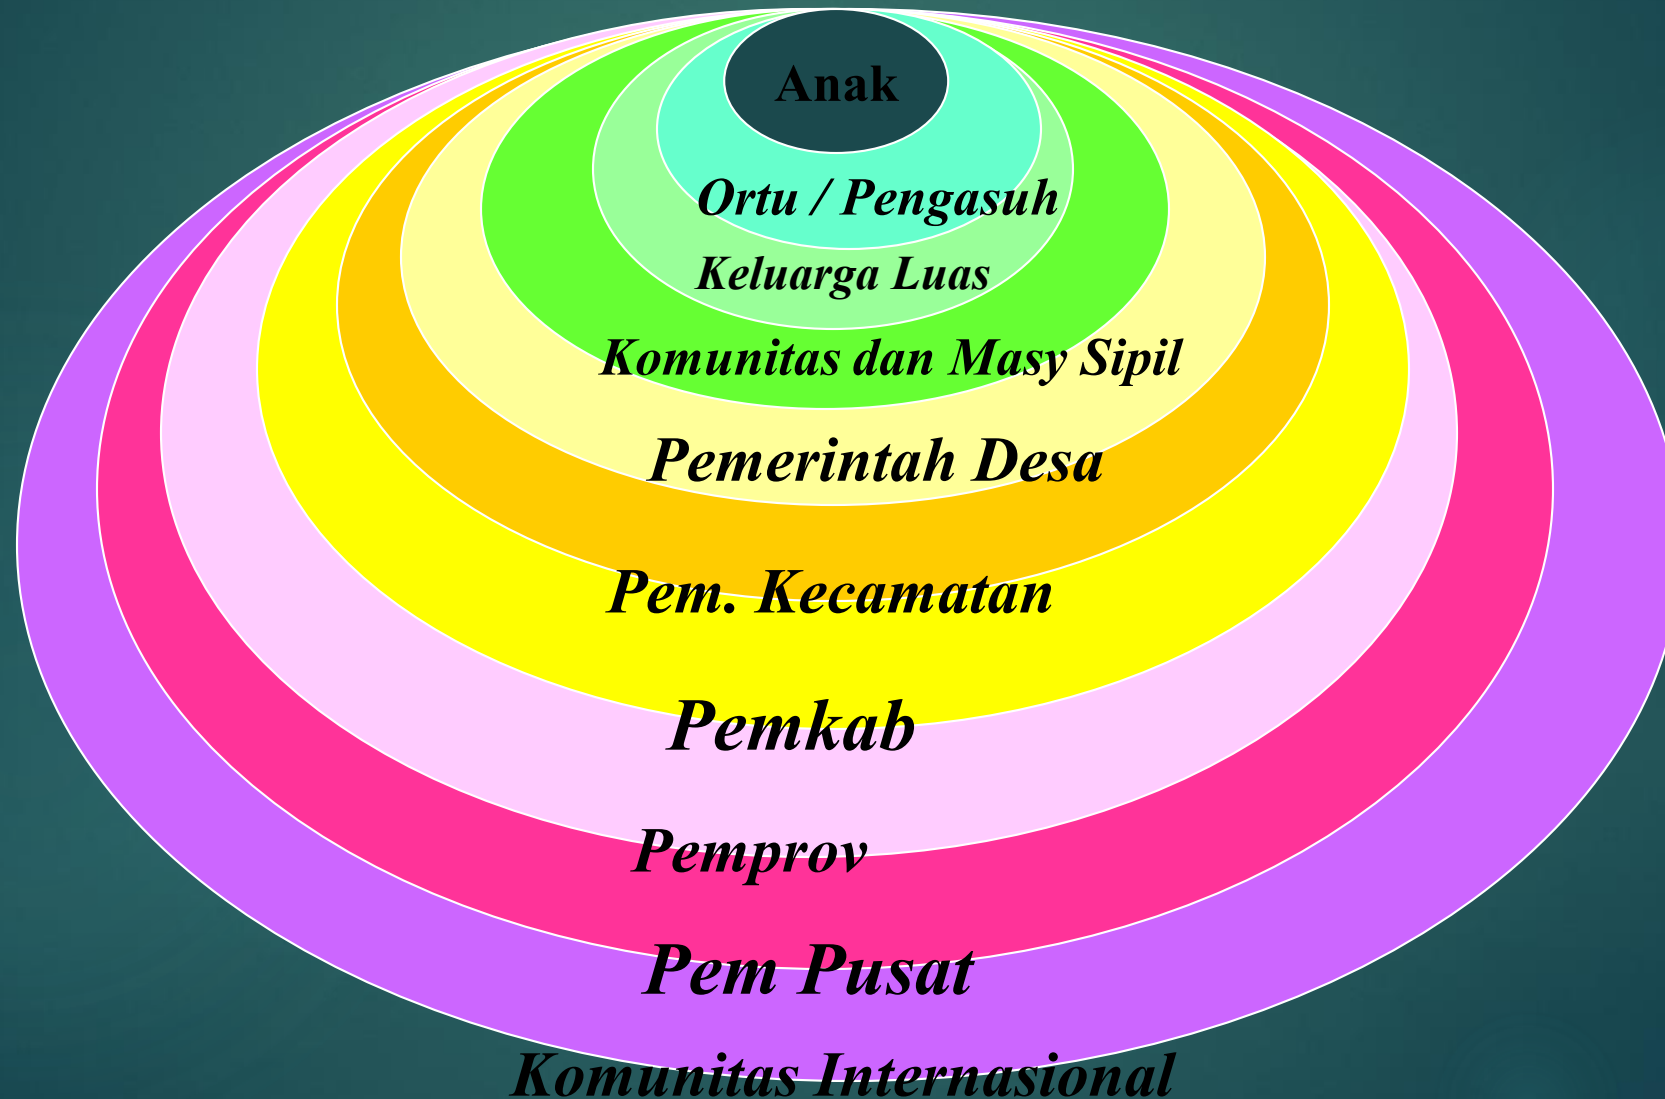 Anak
Ortu / Pengasuh
Keluarga Luas
Komunitas dan Masy Sipil
Pemerintah Desa
Pem. Kecamatan
Pemkab
Pemprov
Pem Pusat
Komunitas Internasional